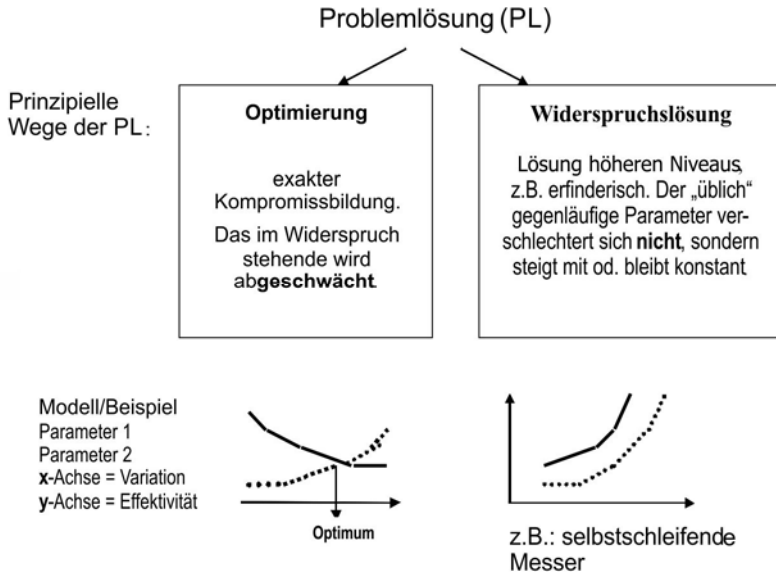 Problemlösung (PL)
Prinzipielle
Wege der PL:
Optimierung
exakter
Kompromissbildung.
Das im Widerspruch
stehende wird
abgeschwächt.
Widerspruchslösung
Lösung höheren Niveaus,
z.B. erfinderisch. Der „üblich“
gegenläufige Parameter ver-
schlechtert sich nicht, sondern
steigt mit od. bleibt konstant
Modell/Beispiel
Parameter 1
Parameter 2
x-Achse = Variation
y-Achse = Effektivität
Optimum
z.B.: selbstschleifende
Messer